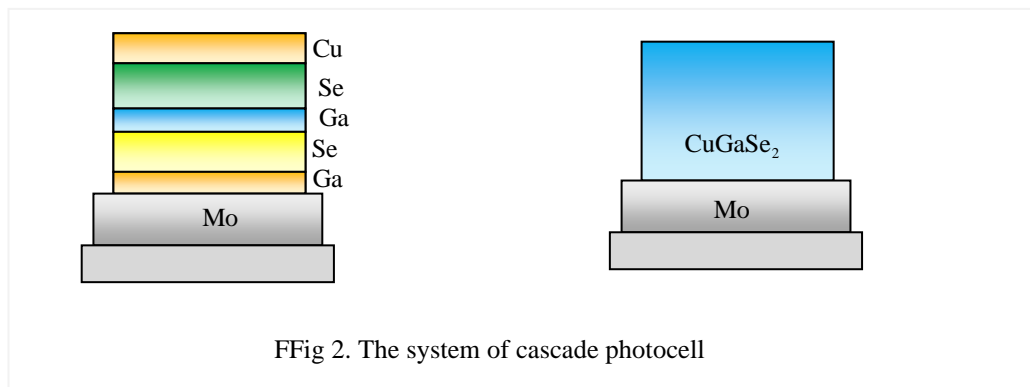 Cu
Se
Ga
Se
Ga
Mo
CuGaSe₂
Mo
FFig 2. The system of cascade photocell